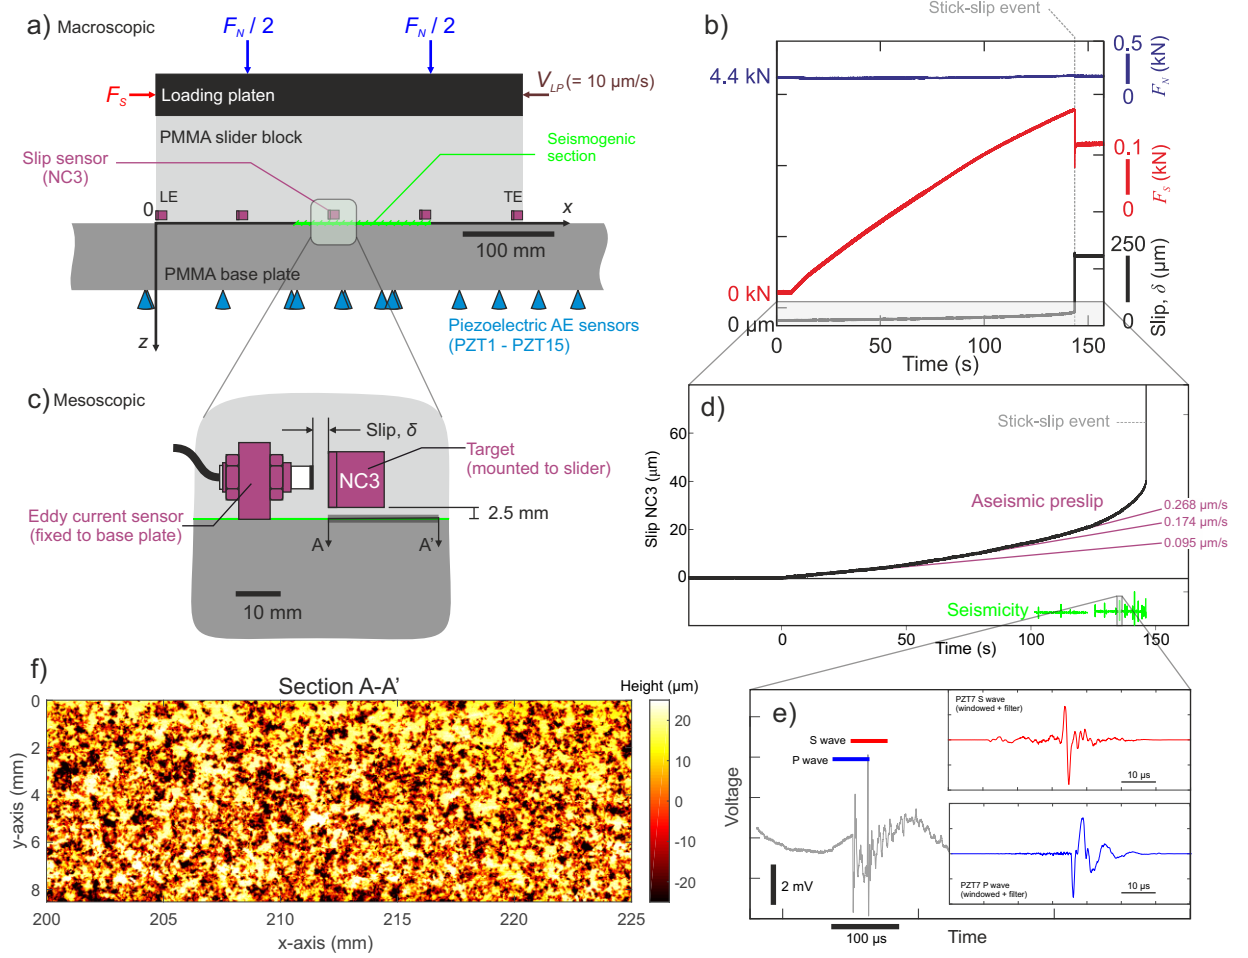 a) Macroscopic
F_N / 2
F_N / 2
F_S
Loading platen
V_LP (= 10 µm/s)
PMMA slider block
Slip sensor
(NC3)
Seismogenic
section
LE
TE
0
x
100 mm
PMMA base plate
Piezoelectric AE sensors
(PZT1 - PZT15)
z
b)
Stick-slip event
4.4 kN
0 kN
0 µm
0.5
0
F_N (kN)
0.1
0
F_S (kN)
250
0
Slip, δ (µm)
0
50
100
150
Time (s)
c) Mesoscopic
Slip, δ
Target
(mounted to slider)
NC3
2.5 mm
Eddy current sensor
(fixed to base plate)
A
A'
10 mm
d)
Stick-slip event
60
40
20
0
Slip NC3 (µm)
Aseismic preslip
0.268 µm/s
0.174 µm/s
0.095 µm/s
Seismicity
0
50
100
150
Time (s)
e)
S wave
P wave
Voltage
2 mV
100 µs
Time
PZT7 S wave
(windowed + filter)
10 µs
PZT7 P wave
(windowed + filter)
10 µs
f)
Section A-A'
Height (µm)
0
2
4
6
8
y-axis (mm)
200
205
210
215
220
225
x-axis (mm)
20
10
0
-10
-20